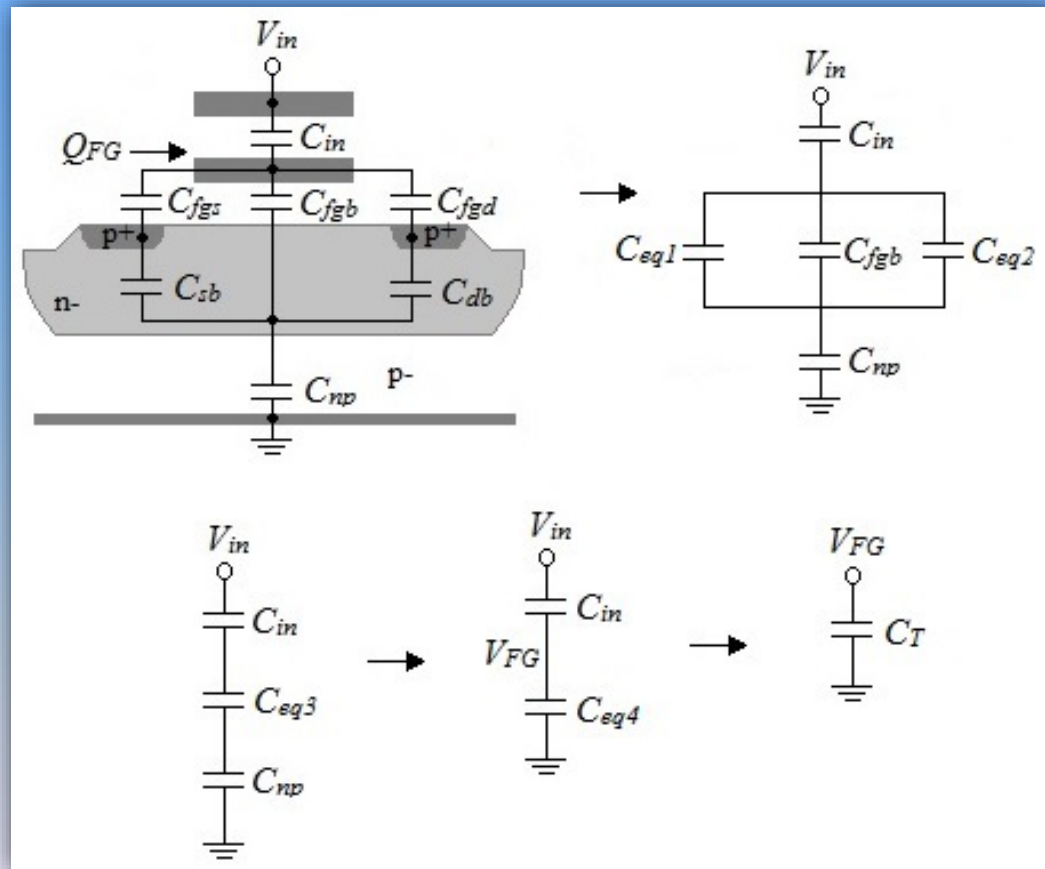 V_in
C_in
Q_FG
C_fgs C_fgb C_fgd
p+ p+
n- C_sb C_db
C_np p-
V_in
C_in
C_eq1 C_fgb C_eq2
C_np
V_in
C_in
C_eq3
C_np
V_in
C_in
V_FG
C_eq4
V_FG
C_T